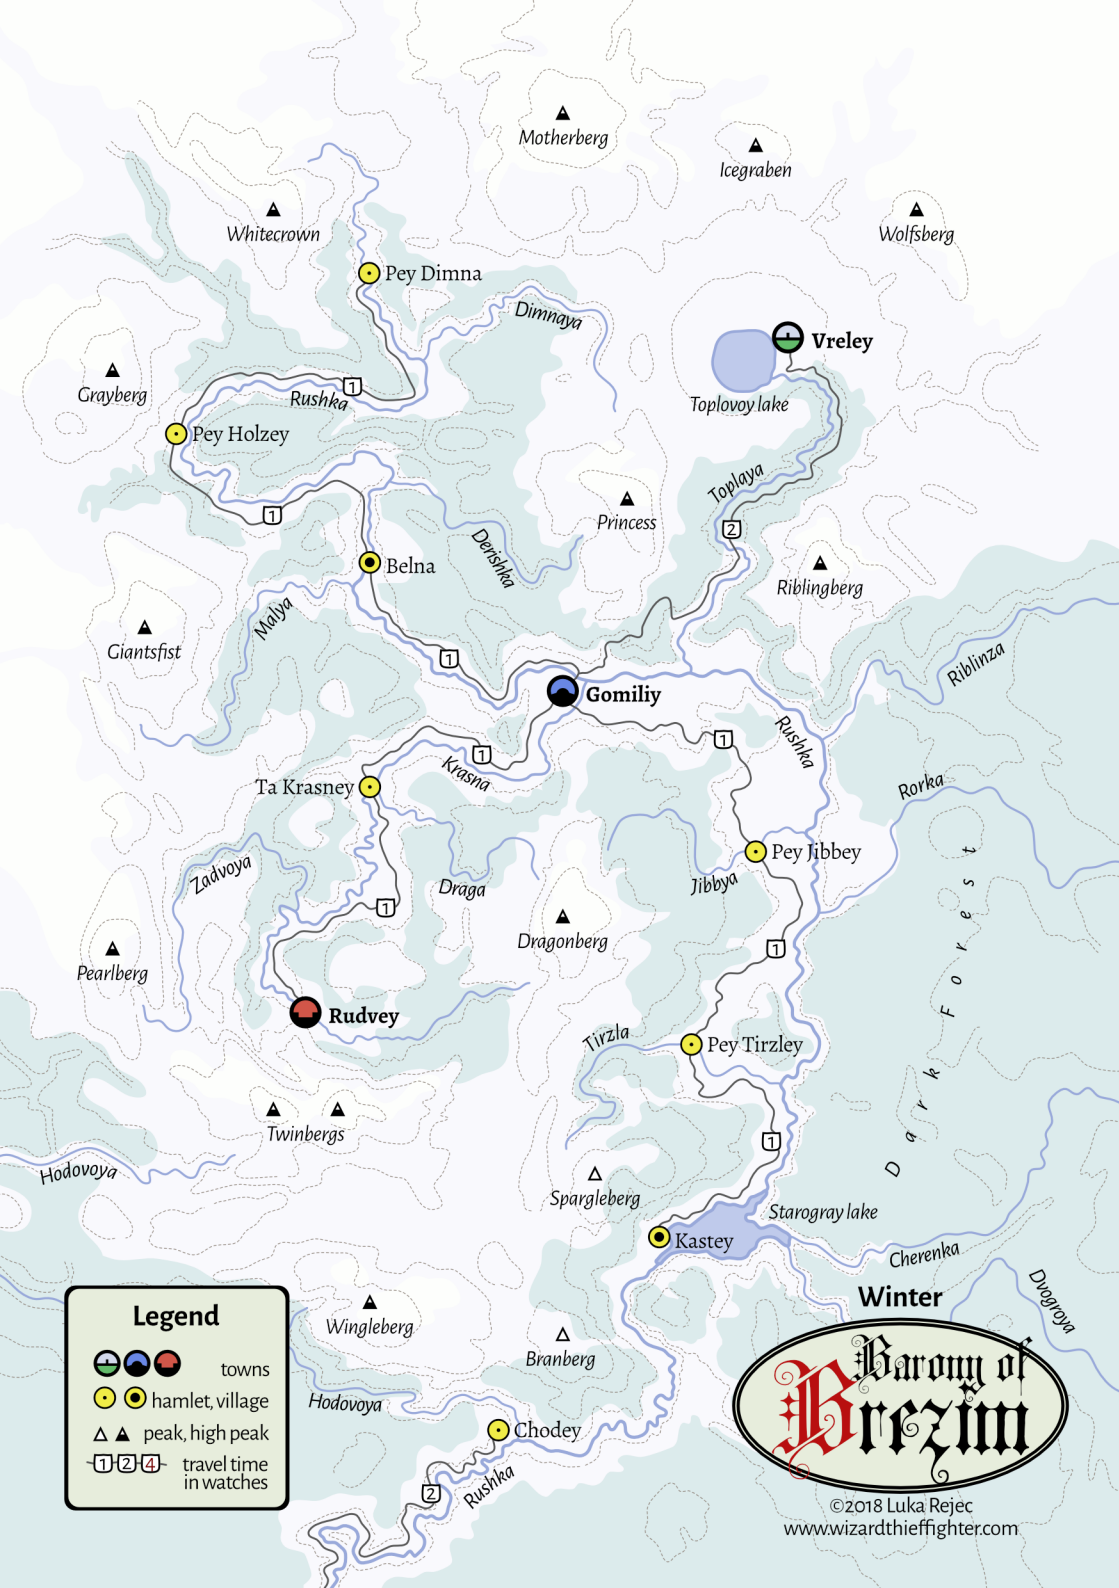 Motherberg
Icegraben
Whitecrown
Wolfsberg
Pey Dimna
Dimnaya
Vreley
Grayberg
Toplovoy lake
1
Rushka
Pey Holzey
Toplaya
Princess
1
2
Derishka
Belna
Riblingberg
Malya
Giantsfist
1
Riblinza
Gomiliy
Rushka
1
1
Krasna
Ta Krasney
Rorka
Pey Jibbey
Zadvoya
Draga
Jibbya
1
Dragonberg
1
Pearlberg
Dark Forest
Rudvey
Tirzla
Pey Tirzley
Twinbergs
1
Hodovoya
Spargleberg
Starogray lake
Kastey
Cherenka
Dvogroya
Wingleberg
Branberg
Hodovoya
Chodey
Rushka
2
Legend
towns
hamlet, village
peak, high peak
1 2 4 travel time
in watches
Winter
Barony of
Brezim
©2018 Luka Rejec
www.wizardthieffighter.com